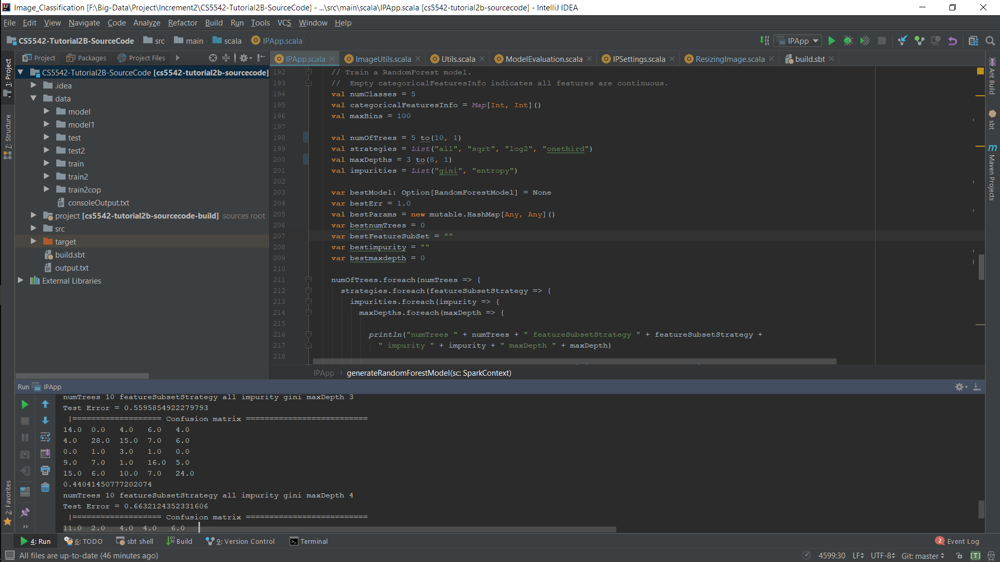 Image_Classification [F:\Big-Data\Project\Increment2\CS5542-Tutorial2B-SourceCode] - ...\src\main\scala\IPApp.scala [cs5542-tutorial2b-sourcecode] - IntelliJ IDEA
File Edit View Navigate Code Analyze Refactor Build Run Tools VCS Window Help
CS5542-Tutorial2B-SourceCode src main scala IPApp.scala IPApp
Project Packages Project Files
IPApp.scala ImageUtils.scala Utils.scala ModelEvaluation.scala IPSettings.scala ResizingImage.scala build.sbt
1: Project
7: Structure
2: Favorites
CS5542-Tutorial2B-SourceCode [cs5542-tutorial2b-sourcecode]
.idea
data
model
model1
test
test2
train
train2
train2cop
consoleOutput.txt
project [cs5542-tutorial2b-sourcecode-build] sources root
src
target
build.sbt
output.txt
External Libraries
192 // Train a RandomForest model.
193 //  Empty categoricalFeaturesInfo indicates all features are continuous.
194 val numClasses = 5
195 val categoricalFeaturesInfo = Map[Int, Int]()
196 val maxBins = 100
197
198 val numOfTrees = 5 to(10, 1)
199 val strategies = List("all", "sqrt", "log2", "onethird")
200 val maxDepths = 3 to(8, 1)
201 val impurities = List("gini", "entropy")
202
203 var bestModel: Option[RandomForestModel] = None
204 var bestErr = 1.0
205 val bestParams = new mutable.HashMap[Any, Any]()
206 var bestnumTrees = 0
207 var bestFeatureSubSet = ""
208 var bestimpurity = ""
209 var bestmaxdepth = 0
210
211 numOfTrees.foreach(numTrees => {
212 strategies.foreach(featureSubsetStrategy => {
213 impurities.foreach(impurity => {
214 maxDepths.foreach(maxDepth => {
215
216 println("numTrees " + numTrees + " featureSubsetStrategy " + featureSubsetStrategy +
217 " impurity " + impurity + " maxDepth " + maxDepth)
218
IPApp generateRandomForestModel(sc: SparkContext)
Ant Build
sbt
m Maven Projects
Run IPApp
numTrees 10 featureSubsetStrategy all impurity gini maxDepth 3
Test Error = 0.5595854922279793
|=================== Confusion matrix ==========================
14.0 0.0 4.0 6.0 4.0
4.0 28.0 15.0 7.0 6.0
0.0 1.0 3.0 1.0 0.0
9.0 7.0 1.0 16.0 5.0
15.0 6.0 10.0 7.0 24.0
0.44041450777202074
numTrees 10 featureSubsetStrategy all impurity gini maxDepth 4
Test Error = 0.6632124352331606
|=================== Confusion matrix ==========================
11.0 2.0 4.0 4.0 6.0
4: Run 6: TODO sbt shell Build 9: Version Control Terminal 2 Event Log
All files are up-to-date (46 minutes ago) 4599:30 LF UTF-8 Git: master [T]